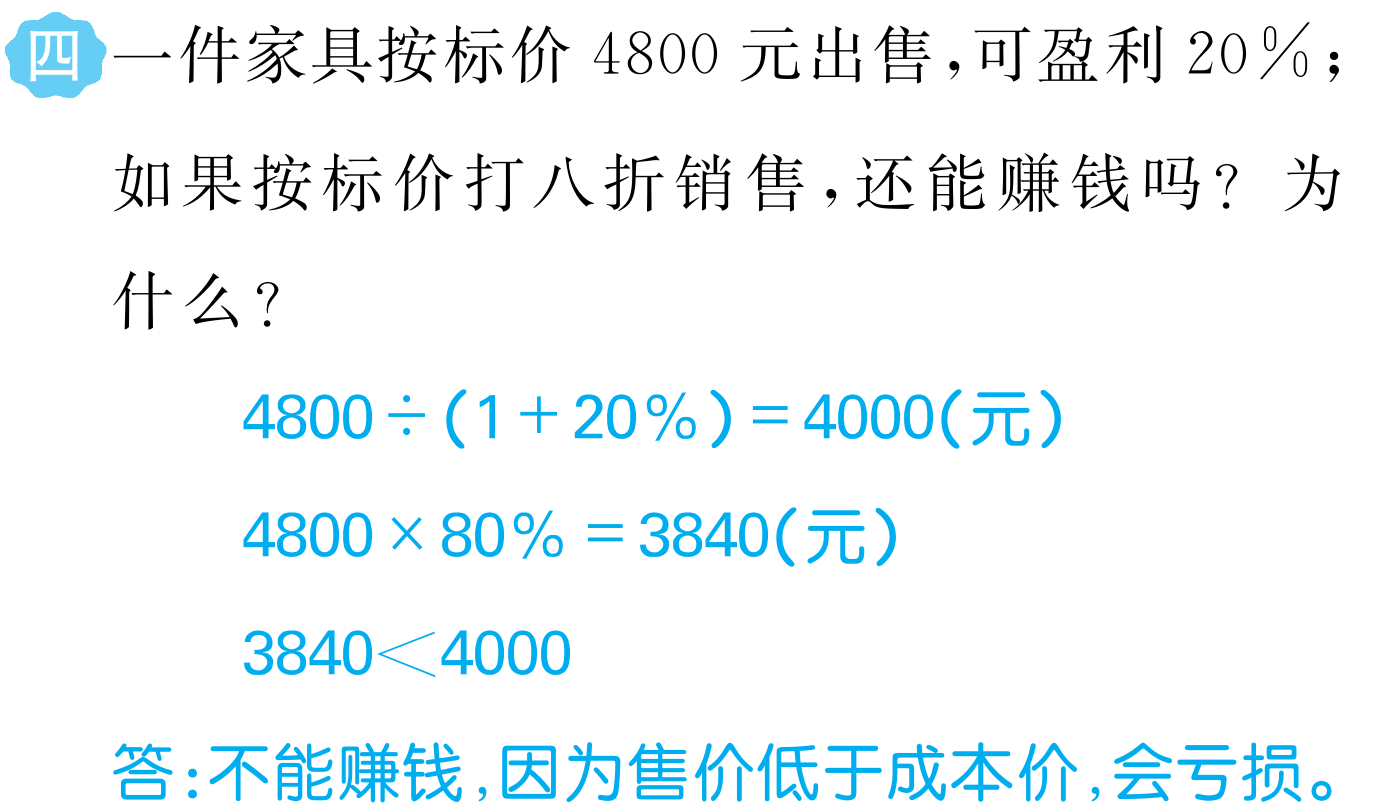 四 一件家具按标价 4800 元出售,可盈利 20%;
如果按标价打八折销售,还能赚钱吗? 为
什么?
4800÷(1+20%)=4000(元)
4800×80%=3840(元)
3840<4000
答:不能赚钱,因为售价低于成本价,会亏损。